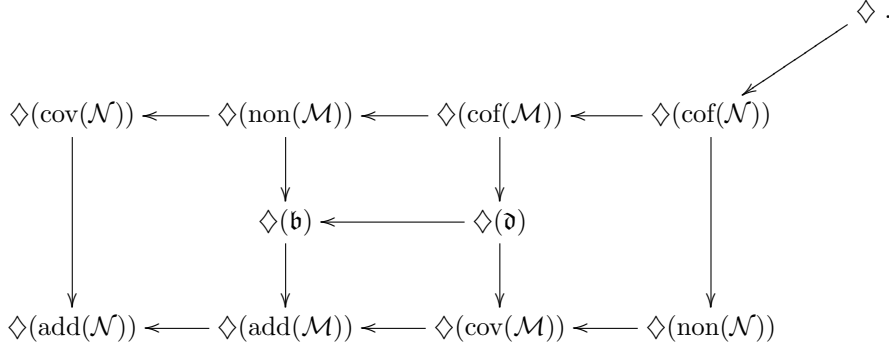 ♢ .
♢(cov(𝒩)) ♢(non(ℳ)) ♢(cof(ℳ)) ♢(cof(𝒩))
♢(𝔟) ♢(𝔡)
♢(add(𝒩)) ♢(add(ℳ)) ♢(cov(ℳ)) ♢(non(𝒩))